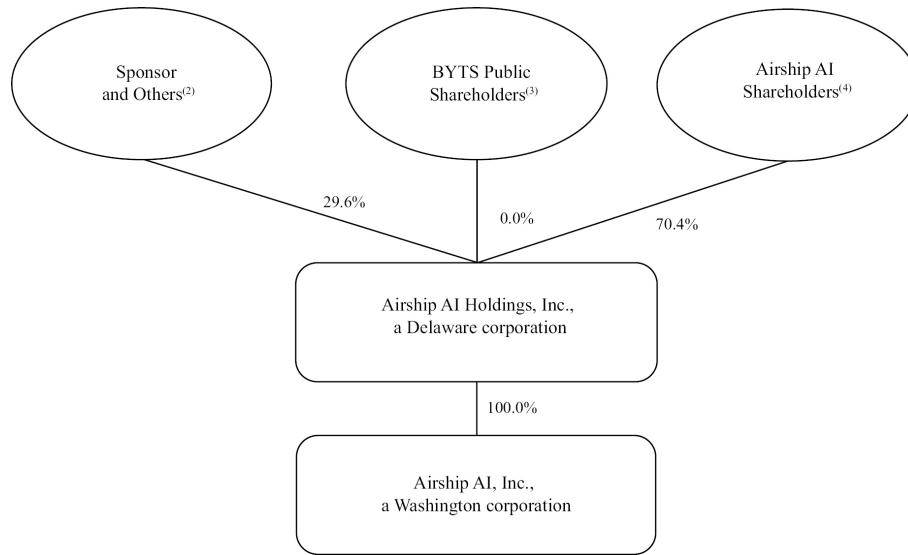 Sponsor
and Others(2)
BYTS Public
Shareholders(3)
Airship AI
Shareholders(4)
29.6%
0.0%
70.4%
Airship AI Holdings, Inc.,
a Delaware corporation
100.0%
Airship AI, Inc.,
a Washington corporation